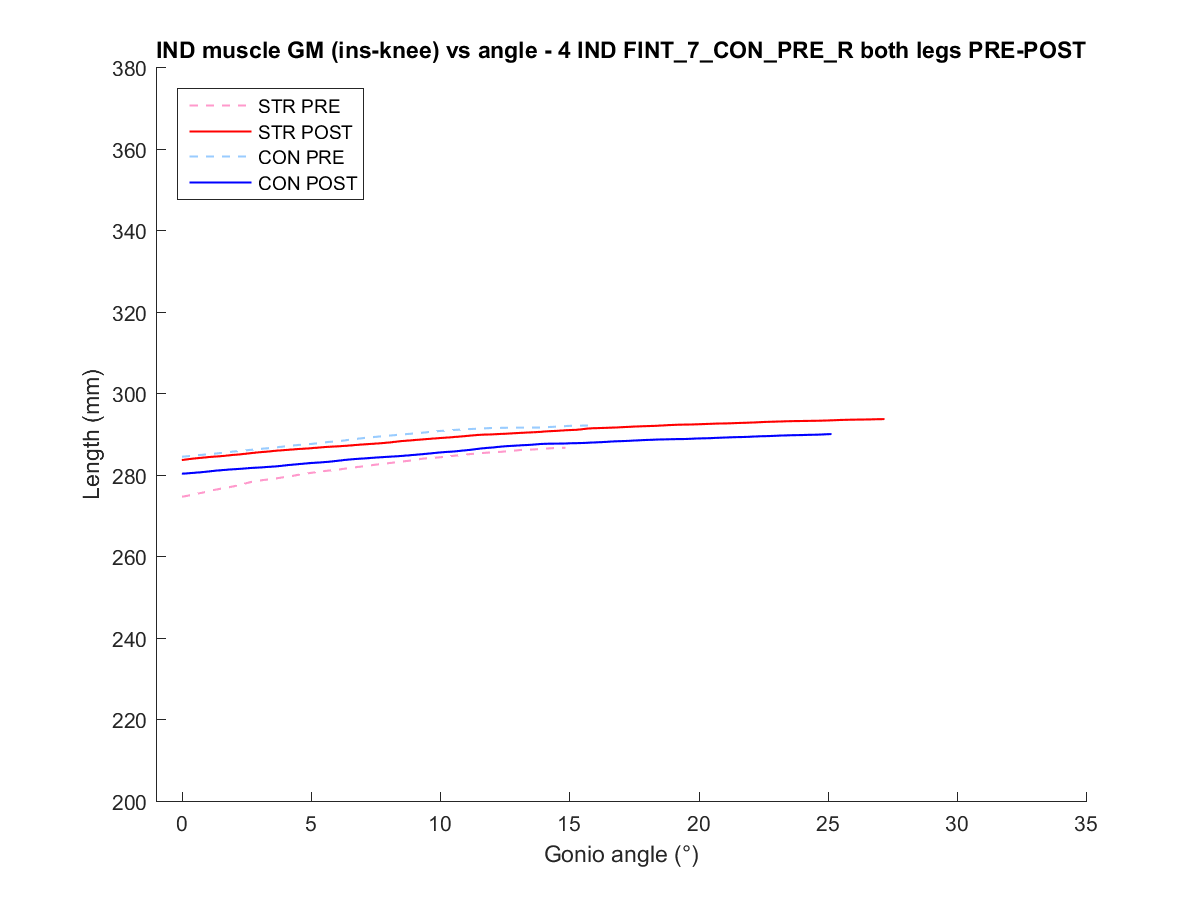 IND muscle GM (ins-knee) vs angle - 4 IND FINT_7_CON_PRE_R both legs PRE-POST
380
360
340
320
300
280
260
240
220
200
Length (mm)
STR PRE
STR POST
CON PRE
CON POST
0 5 10 15 20 25 30 35
Gonio angle (°)